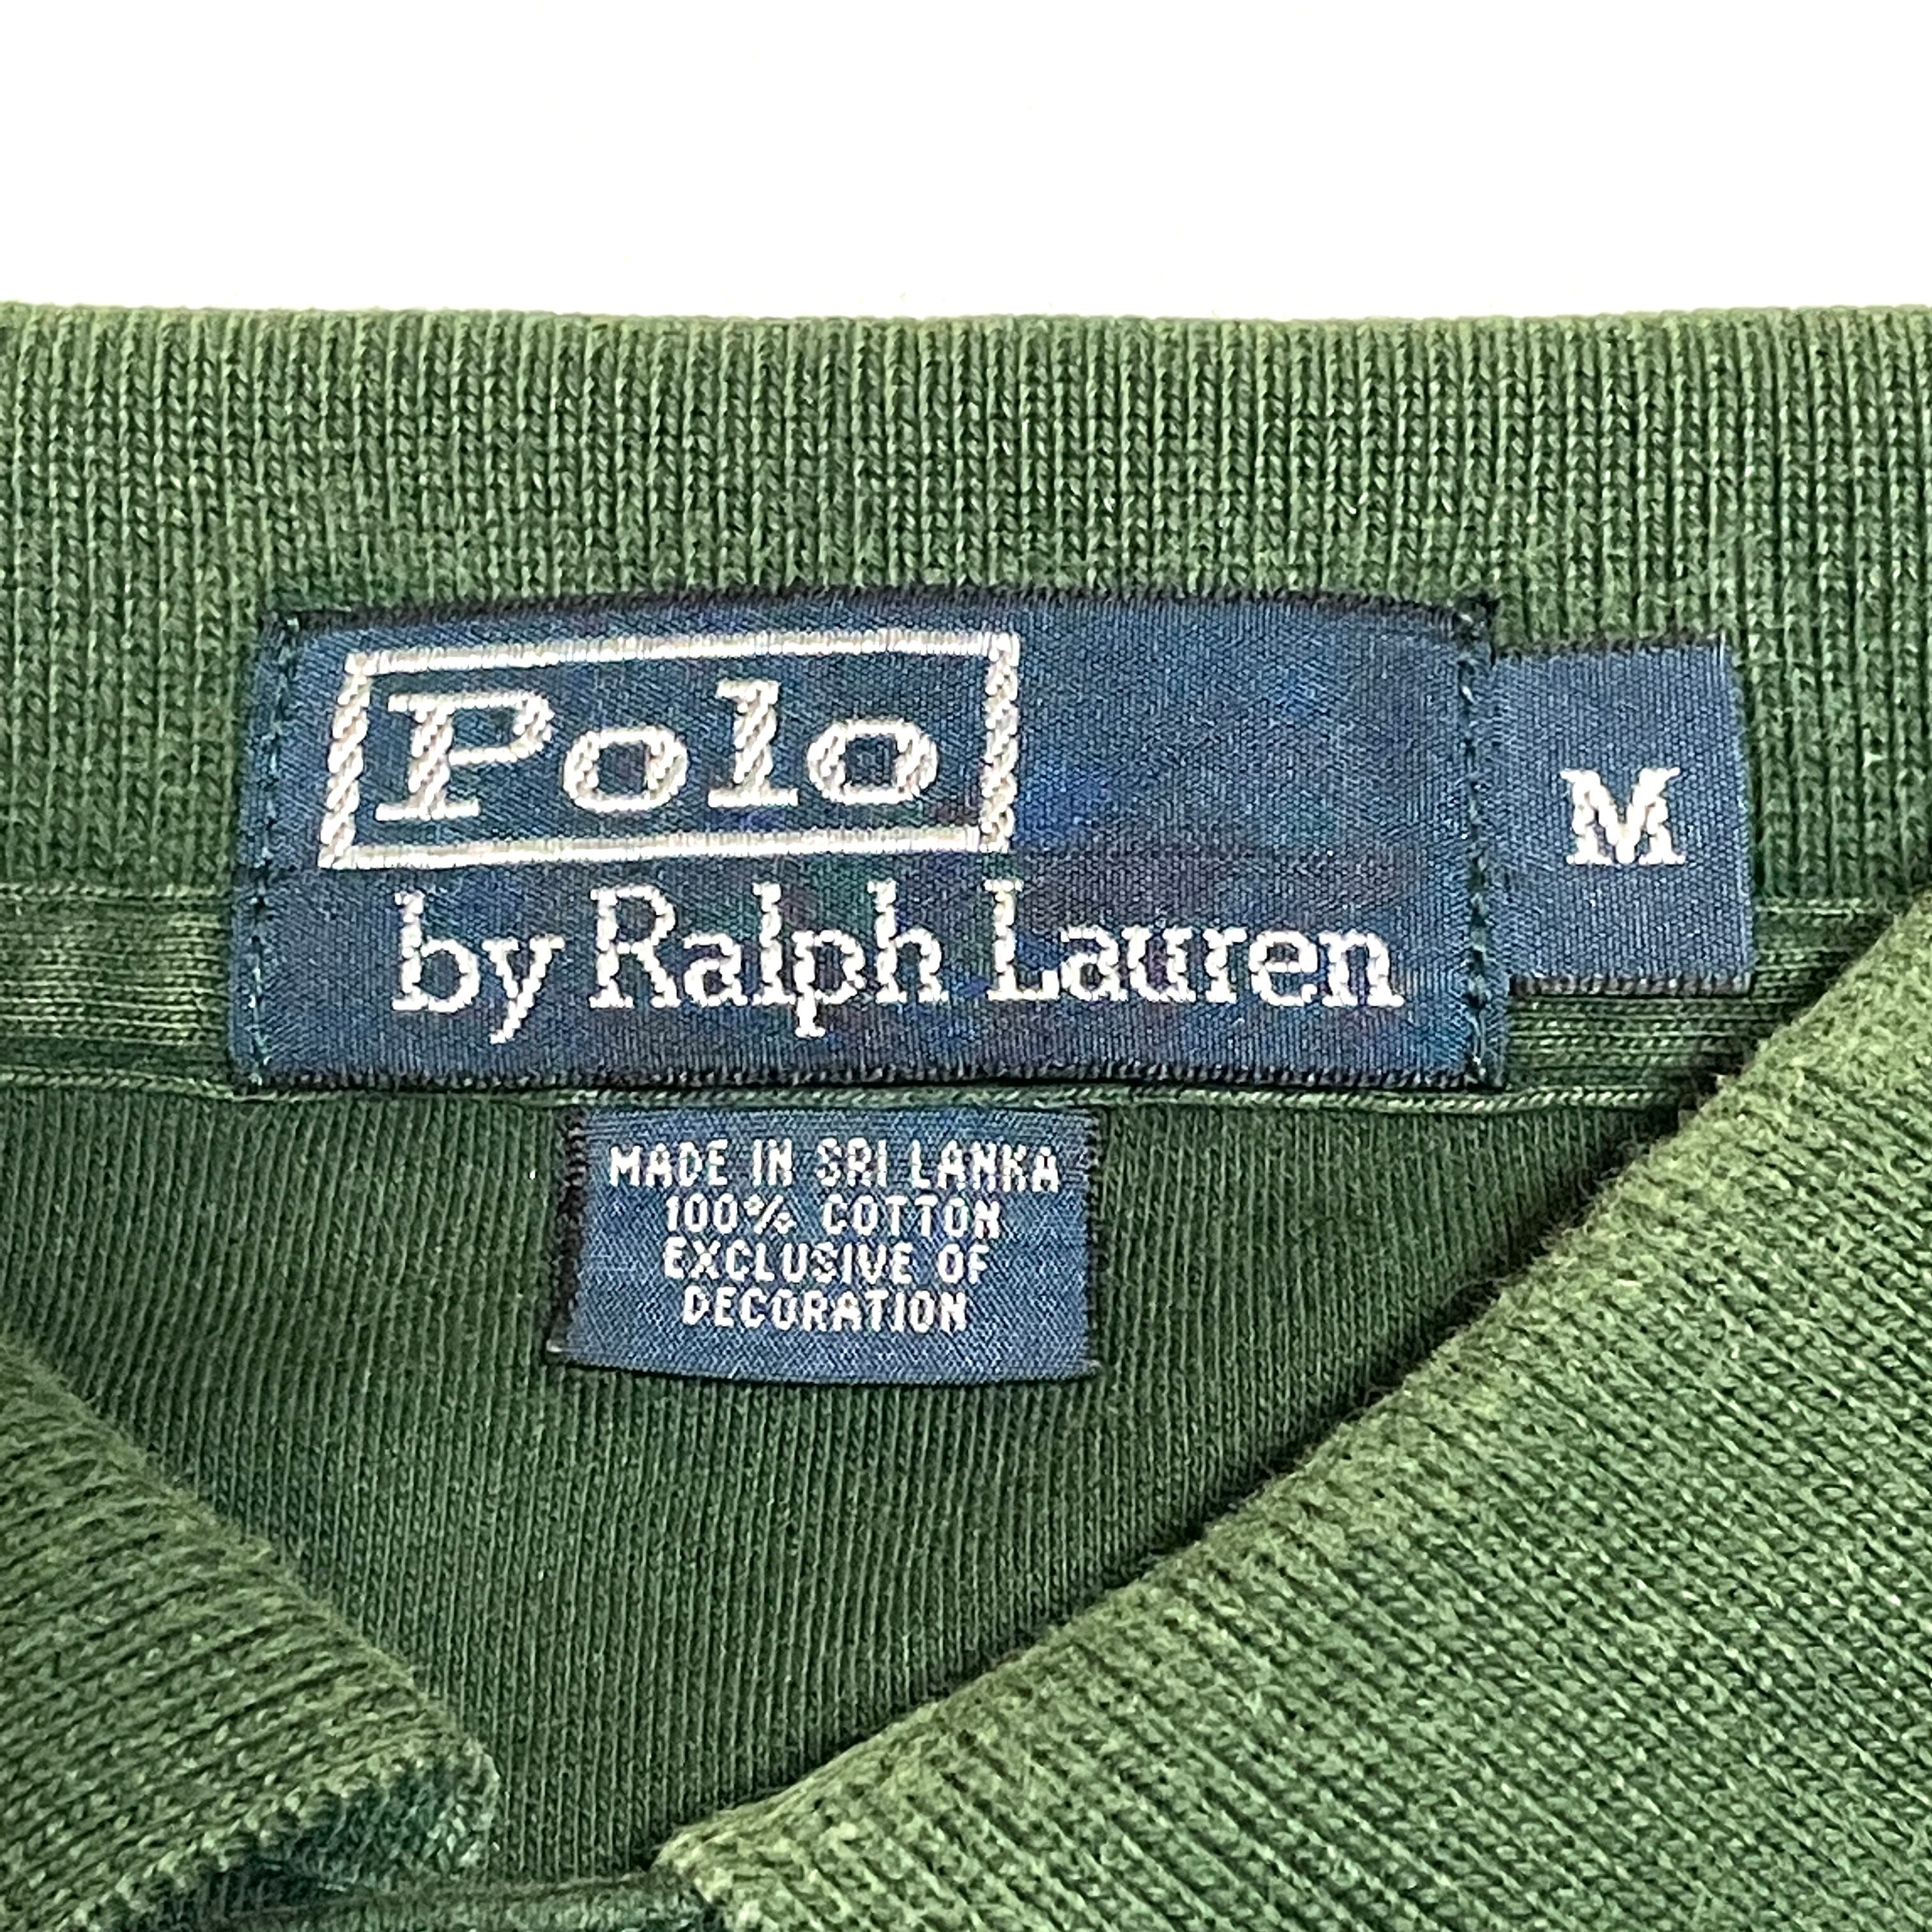 Polo
by Ralph Lauren
M
MADE IN SRI LANKA
100% COTTON
EXCLUSIVE OF
DECORATION